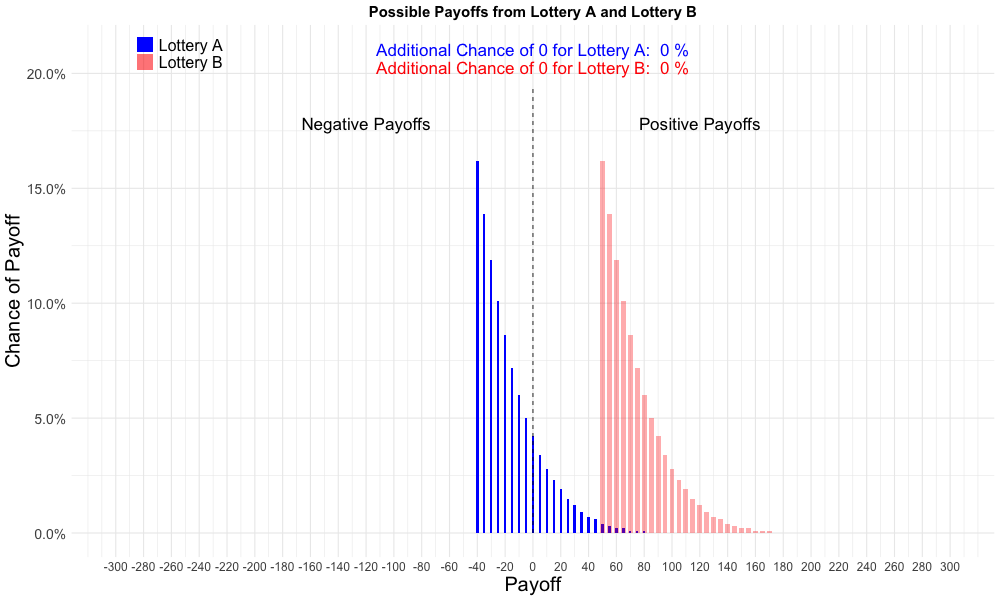 Possible Payoffs from Lottery A and Lottery B
Lottery A
Lottery B
Additional Chance of 0 for Lottery A:  0 %
Additional Chance of 0 for Lottery B:  0 %
Negative Payoffs
Positive Payoffs
Chance of Payoff
20.0%
15.0%
10.0%
5.0%
0.0%
-300 -280 -260 -240 -220 -200 -180 -160 -140 -120 -100 -80 -60 -40 -20 0 20 40 60 80 100 120 140 160 180 200 220 240 260 280 300
Payoff